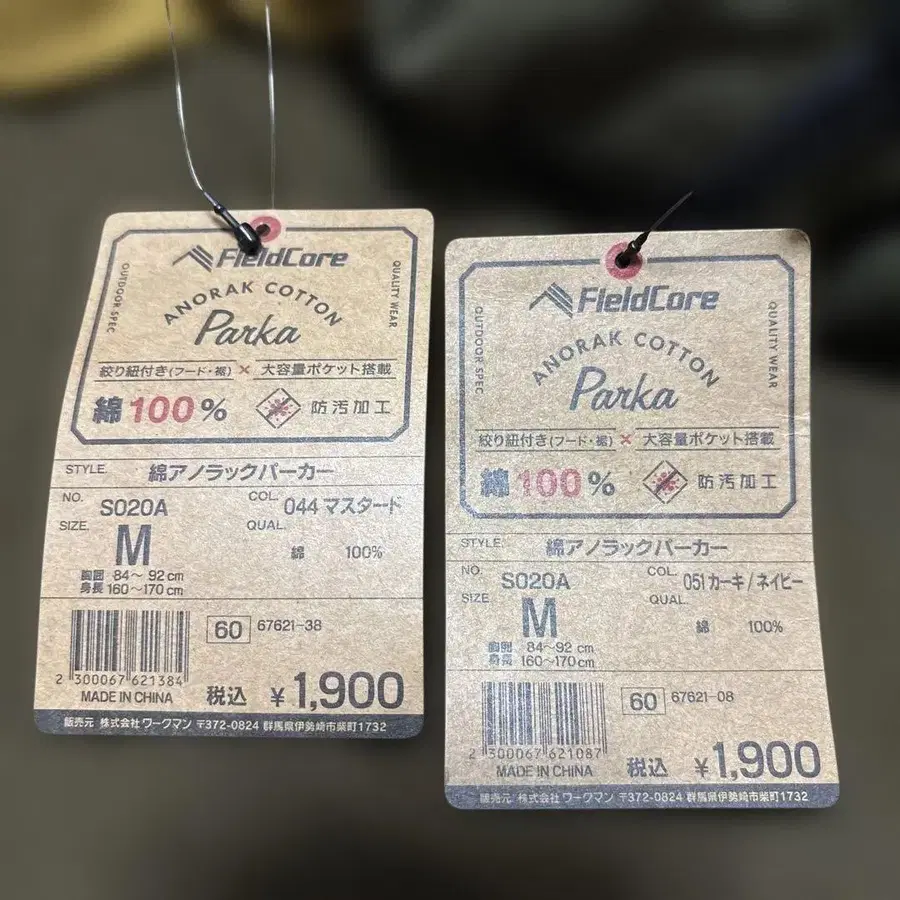 FieldCore
OUTDOOR SPEC
QUALITY WEAR
ANORAK COTTON
Parka
絞り紐付き(フード・裾) × 大容量ポケット搭載
綿100% 防汚加工
STYLE. 綿アノラックパーカー
NO. S020A COL. 044 マスタード
SIZE. M QUAL.
綿 100%
胸囲 84～92cm
身長 160～170cm
60 67621-38
2 300067 621384
MADE IN CHINA 税込 ¥1,900
販売元 株式会社 ワークマン 〒372-0824 群馬県伊勢崎市柴町1732
FieldCore
OUTDOOR SPEC
QUALITY WEAR
ANORAK COTTON
Parka
絞り紐付き(フード・裾) × 大容量ポケット搭載
綿100% 防汚加工
STYLE. 綿アノラックパーカー
NO. S020A COL. 051 カーキ/ネイビー
SIZE. M QUAL.
綿 100%
胸囲 84～92cm
身長 160～170cm
60 67621-08
2 300067 621087
MADE IN CHINA 税込 ¥1,900
販売元 株式会社 ワークマン 〒372-0824 群馬県伊勢崎市柴町1732